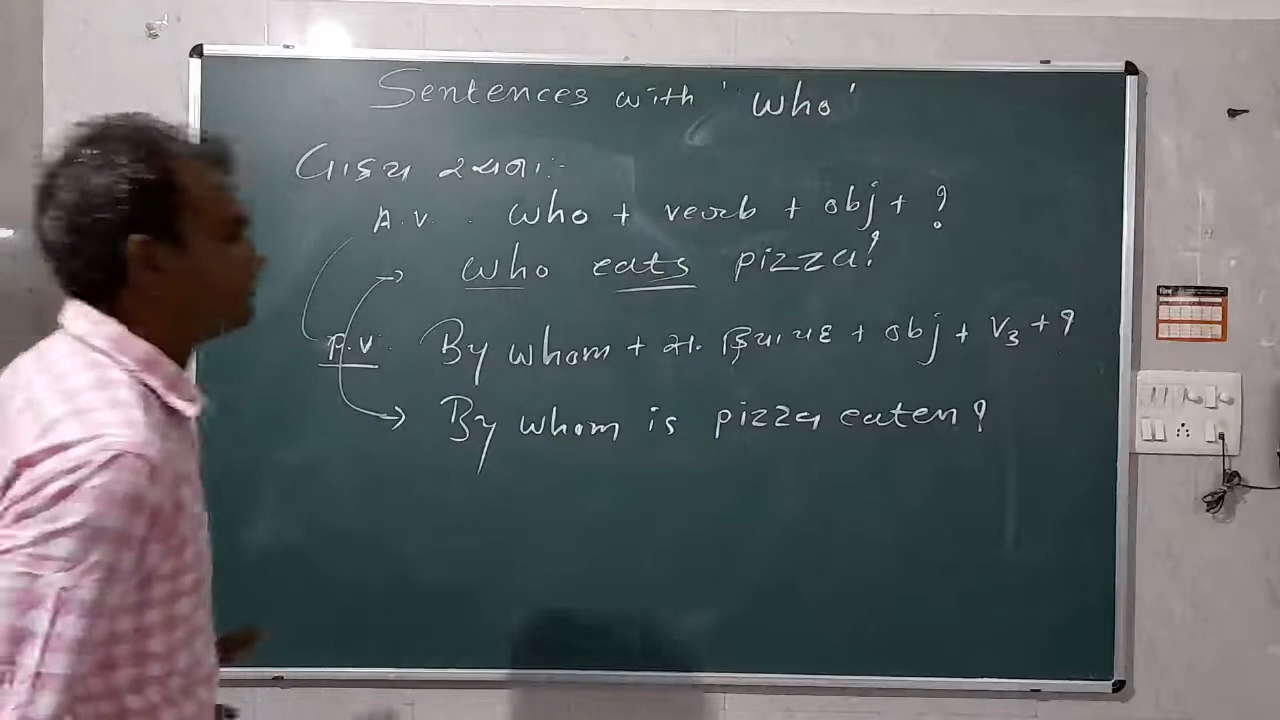 Sentences with 'who'
વાક્ય રચના:-
A.V. who + verb + obj + ?
who eats pizza?
P.V. By whom + સા. ક્રિયાપદ + obj + V3 + ?
By whom is pizza eaten?